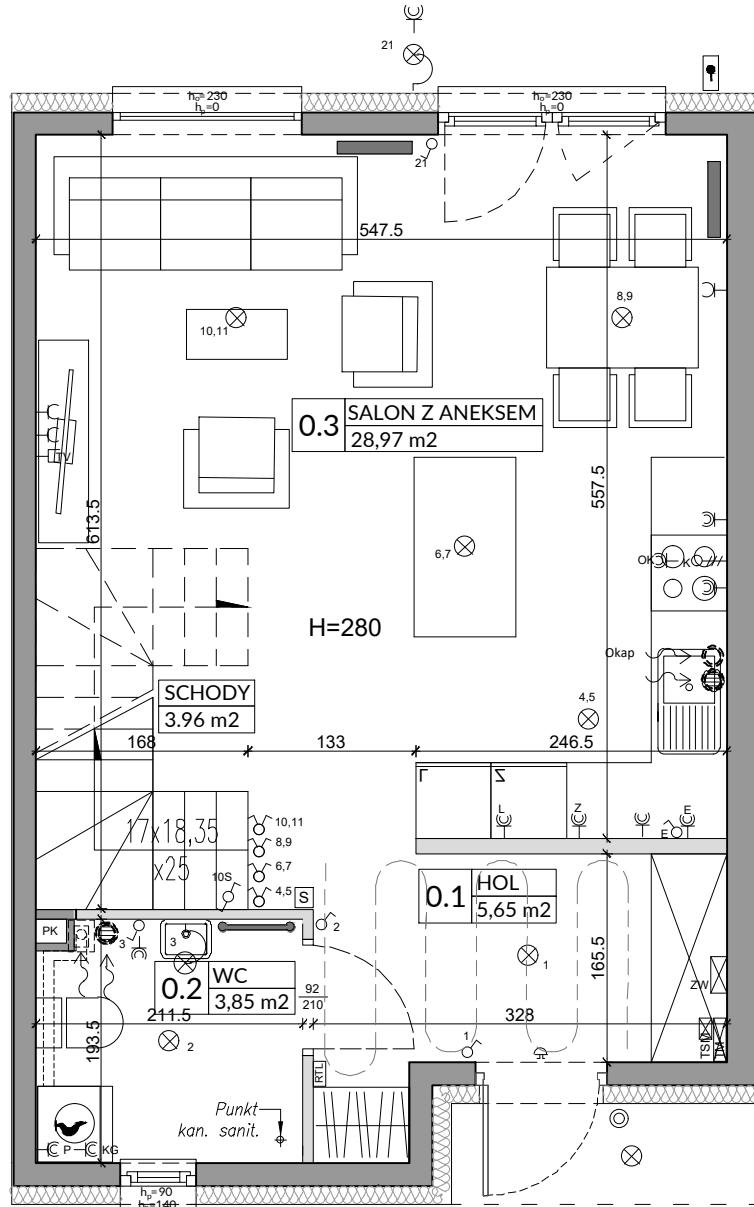 21
hₒ=230
hₚ=0
hₒ=230
hₚ=0
21
547.5
10,11
8,9
0.3 SALON Z ANEKSEM
28,97 m2
TV
613.5
557.5
6,7
H=280
OK
K
Okap
SCHODY
3.96 m2
4,5
168
133
246.5
L
Z
E
E
17x18,35
x25
10,11
8,9
6,7
4,5
10S
S
0.1 HOL
5,65 m2
2
PK
3
3
0.2 WC
3,85 m2
92
210
1
165.5
ZW
211.5
328
193.5
2
1
TSM
TM
RTL
Punkt
kan. sanit.
P
KG
hₚ=90